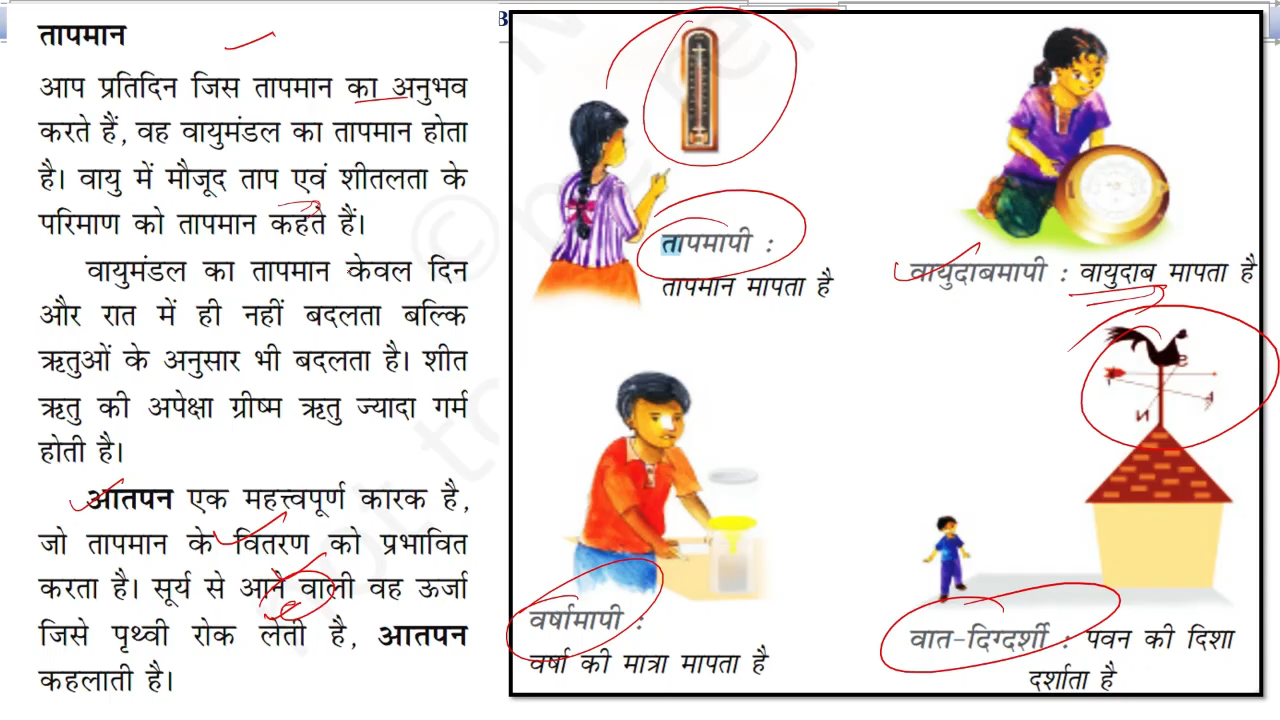 तापमान
आप प्रतिदिन जिस तापमान का अनुभव
करते हैं, वह वायुमंडल का तापमान होता
है। वायु में मौजूद ताप एवं शीतलता के
परिमाण को तापमान कहते हैं।
वायुमंडल का तापमान केवल दिन
और रात में ही नहीं बदलता बल्कि
ऋतुओं के अनुसार भी बदलता है। शीत
ऋतु की अपेक्षा ग्रीष्म ऋतु ज्यादा गर्म
होती है।
आतपन एक महत्त्वपूर्ण कारक है,
जो तापमान के वितरण को प्रभावित
करता है। सूर्य से आने वाली वह ऊर्जा
जिसे पृथ्वी रोक लेती है, आतपन
कहलाती है।
तापमापी :
तापमान मापता है
वायुदाबमापी : वायुदाब मापता है
वर्षामापी :
वर्षा की मात्रा मापता है
S
N
वात-दिग्दर्शी : पवन की दिशा
दर्शाता है